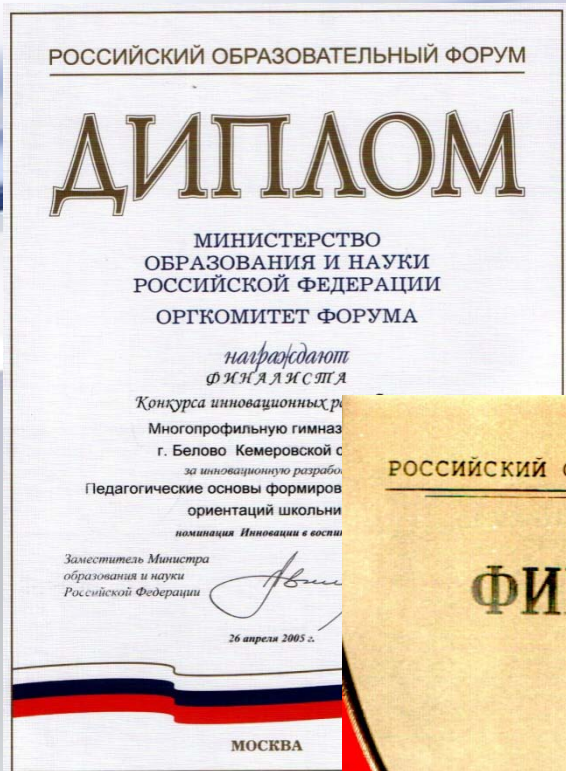 РОССИЙСКИЙ ОБРАЗОВАТЕЛЬНЫЙ ФОРУМ
ДИПЛОМ
МИНИСТЕРСТВО
ОБРАЗОВАНИЯ И НАУКИ
РОССИЙСКОЙ ФЕДЕРАЦИИ
ОРГКОМИТЕТ ФОРУМА
награждают
ФИНАЛИСТА
Конкурса инновационных
Многопрофильную
г. Белово Кемеровской
за инновационную
Педагогические основы
ориентаций
номинация Инновации в
Заместитель Министра
образования и науки
Российской Федерации
26 апреля 2005 г.
МОСКВА
РОССИЙСКИЙ